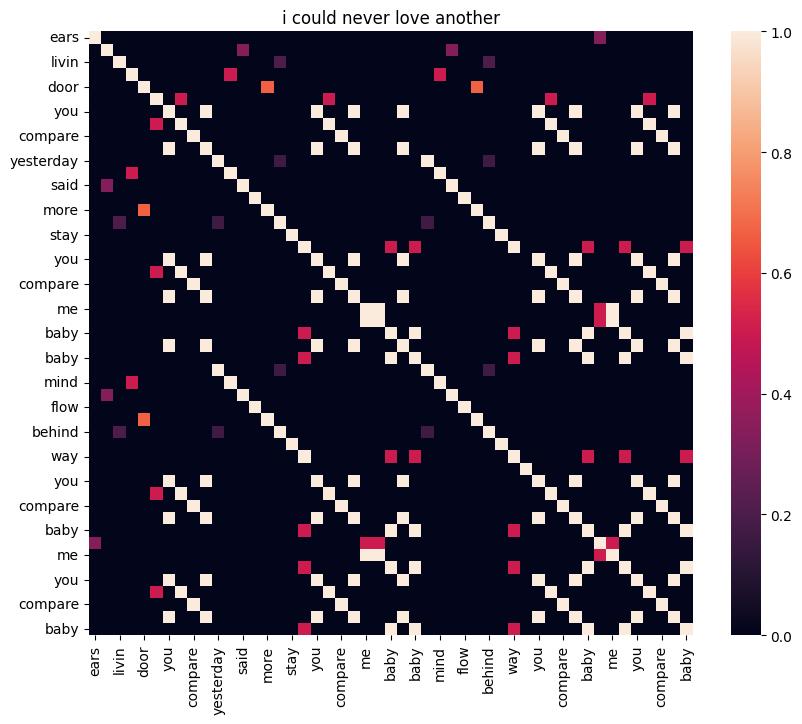 i could never love another
ears
livin
door
you
compare
yesterday
said
more
stay
you
compare
me
baby
baby
mind
flow
behind
way
you
compare
baby
me
you
compare
baby
ears
livin
door
you
compare
yesterday
said
more
stay
you
compare
me
baby
baby
mind
flow
behind
way
you
compare
baby
me
you
compare
baby
1.0
0.8
0.6
0.4
0.2
0.0